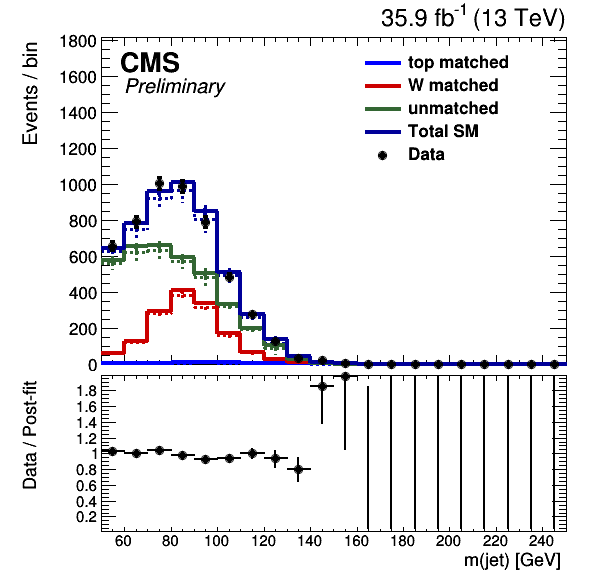 35.9 fb⁻¹ (13 TeV)
Events / bin
1800
1600
1400
1200
1000
800
600
400
200
0
CMS
Preliminary
top matched
W matched
unmatched
Total SM
Data
Data / Post-fit
1.8
1.6
1.4
1.2
1
0.8
0.6
0.4
0.2
60 80 100 120 140 160 180 200 220 240
m(jet) [GeV]